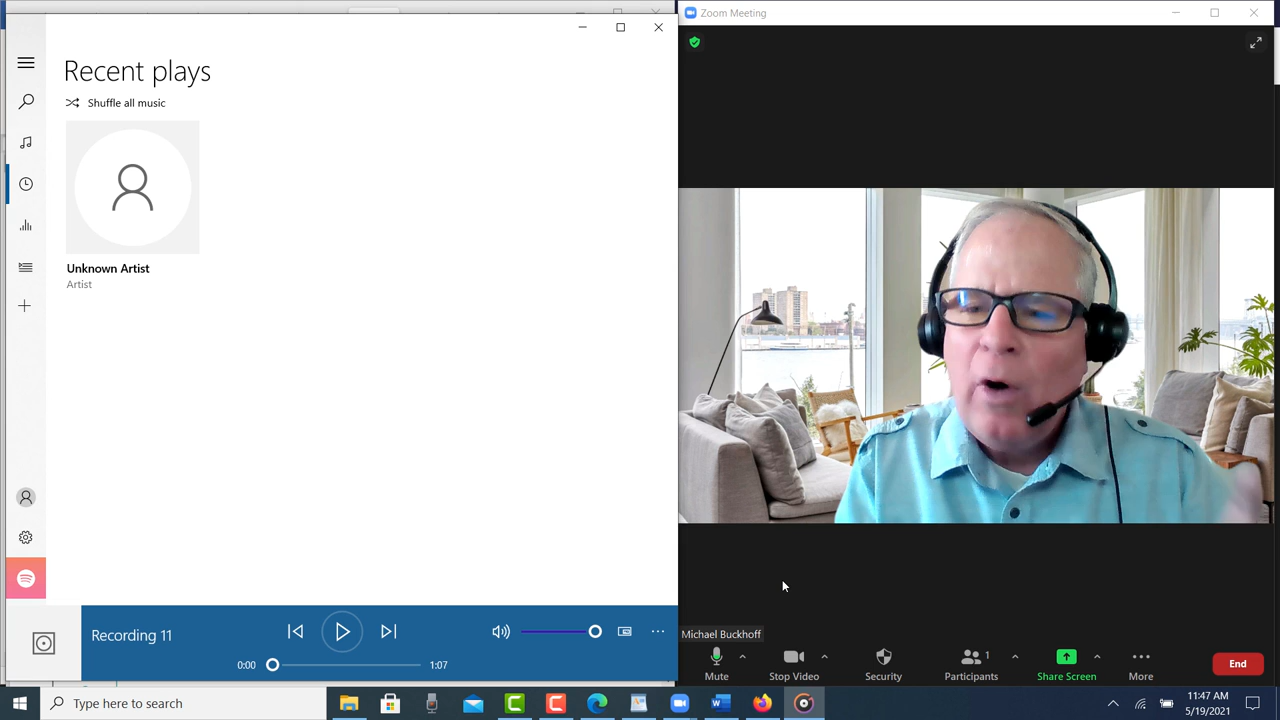 Recent plays
Shuffle all music
Unknown Artist
Artist
Recording 11
0:00
1:07
Zoom Meeting
Michael Buckhoff
Mute
Stop Video
Security
1
Participants
Share Screen
More
End
Type here to search
11:47 AM
5/19/2021